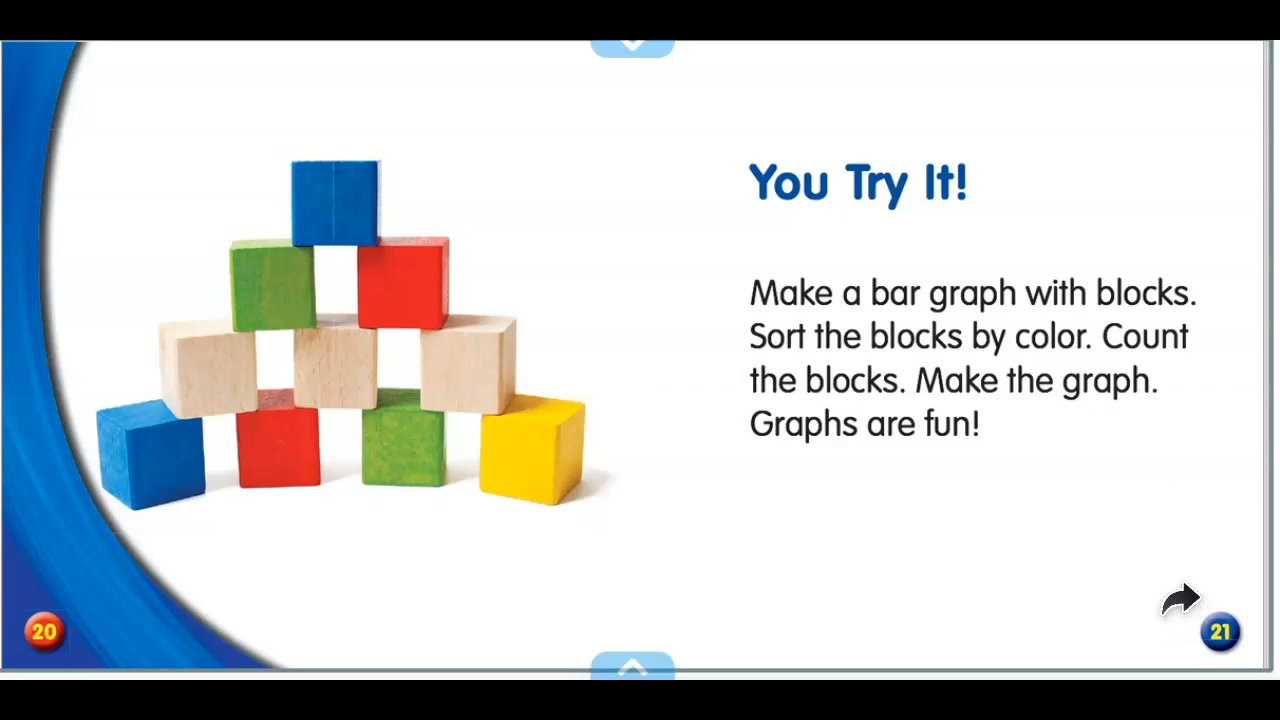 You Try It!
Make a bar graph with blocks.
Sort the blocks by color. Count
the blocks. Make the graph.
Graphs are fun!
20
21